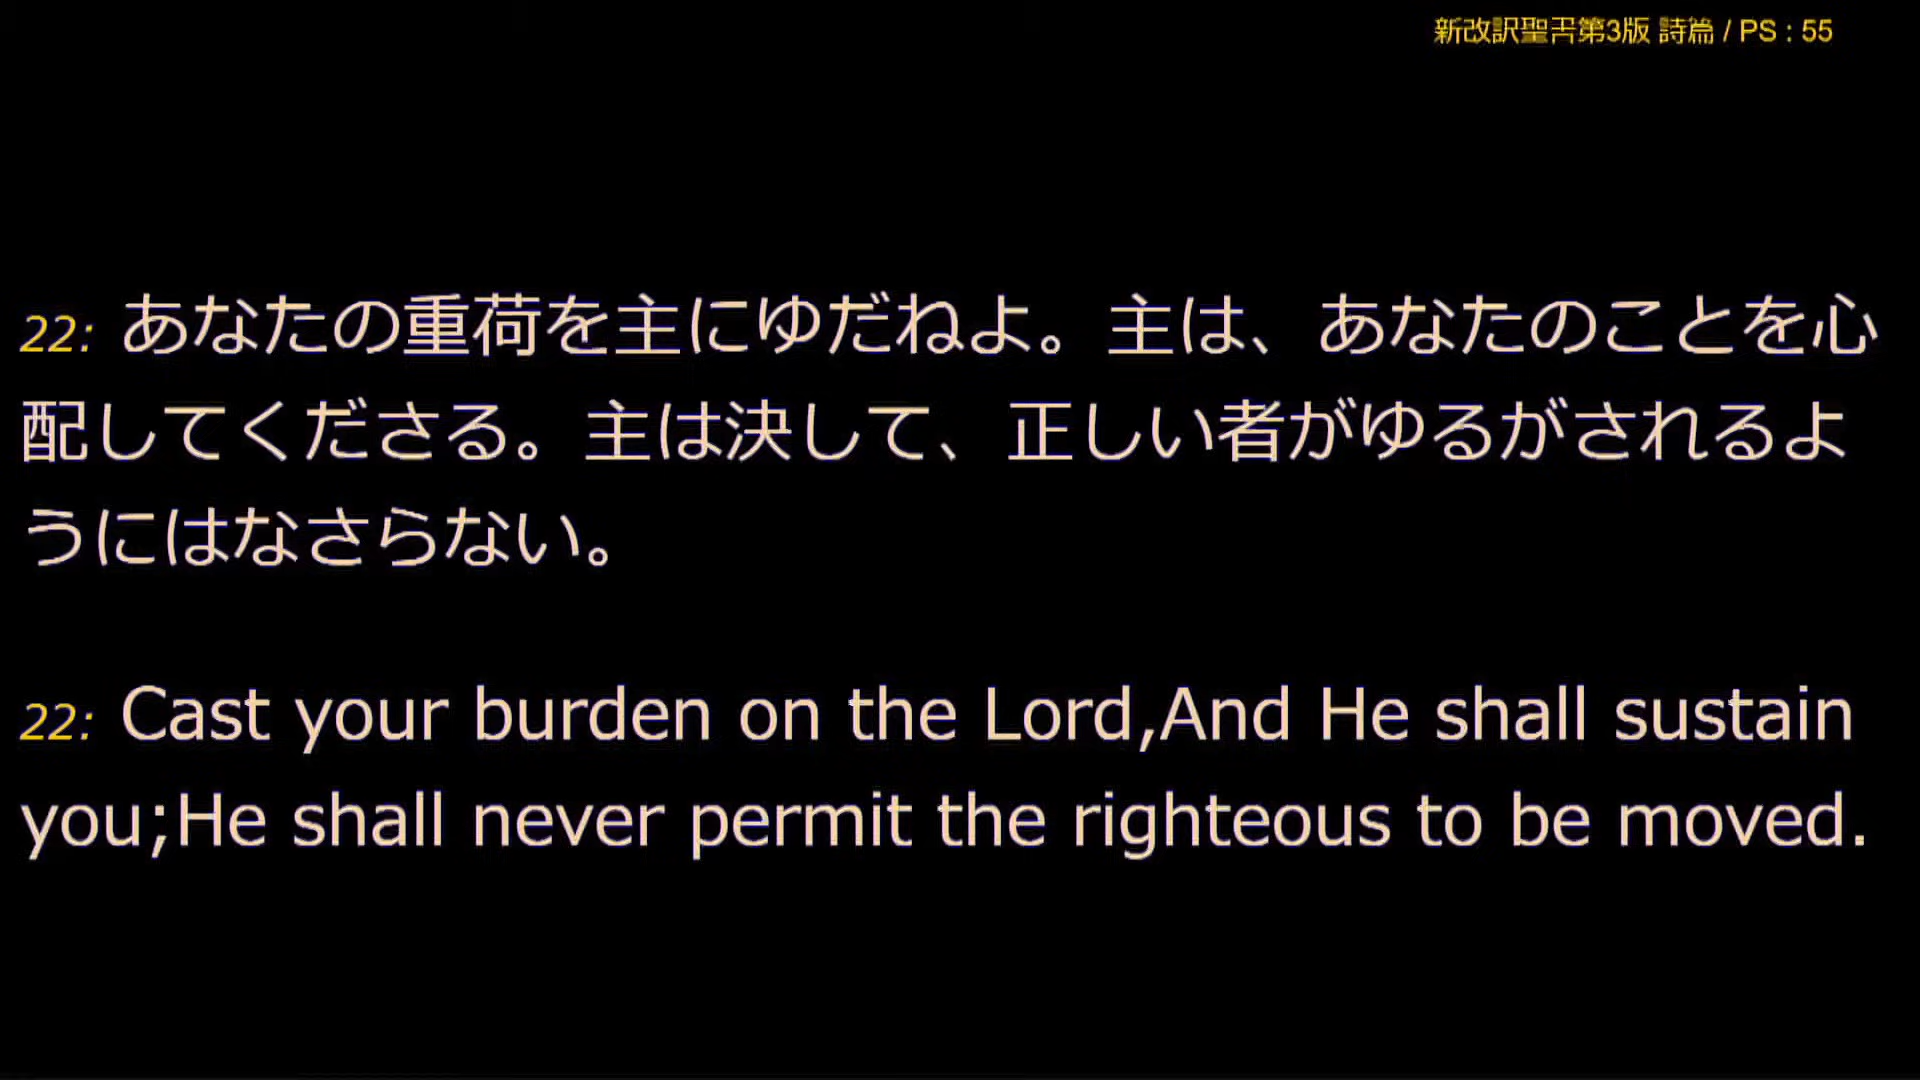 新改訳聖書第3版 詩篇 / PS : 55
22: あなたの重荷を主にゆだねよ。主は、あなたのことを心
配してくださる。主は決して、正しい者がゆるがされるよ
うにはなさらない。
22: Cast your burden on the Lord,And He shall sustain
you;He shall never permit the righteous to be moved.